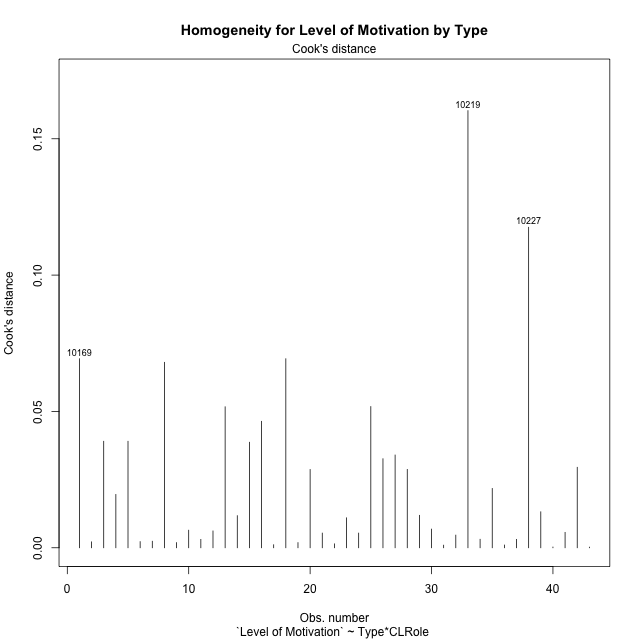 Homogeneity for Level of Motivation by Type
Cook's distance
10219
10227
10169
Cook's distance
0.00
0.05
0.10
0.15
0
10
20
30
40
Obs. number
`Level of Motivation` ~ Type*CLRole